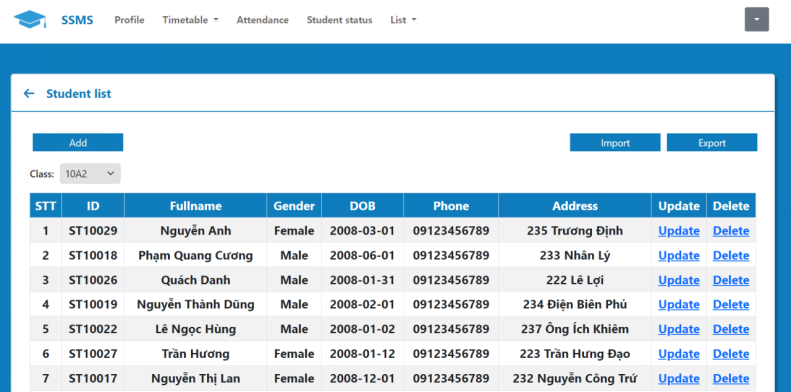 SSMS Profile Timetable Attendance Student status List
Student list
Add Import Export
Class: 10A2
STT ID Fullname Gender DOB Phone Address Update Delete
1 ST10029 Nguyễn Anh Female 2008-03-01 09123456789 235 Trương Định Update Delete
2 ST10018 Phạm Quang Cương Male 2008-06-01 09123456789 233 Nhân Lý Update Delete
3 ST10026 Quách Danh Male 2008-01-31 09123456789 222 Lê Lợi Update Delete
4 ST10019 Nguyễn Thành Dũng Male 2008-02-01 09123456789 234 Điện Biên Phủ Update Delete
5 ST10022 Lê Ngọc Hùng Male 2008-01-02 09123456789 237 Ông Ích Khiêm Update Delete
6 ST10027 Trần Hương Female 2008-01-12 09123456789 223 Trần Hưng Đạo Update Delete
7 ST10017 Nguyễn Thị Lan Female 2008-12-01 09123456789 232 Nguyễn Công Trứ Update Delete